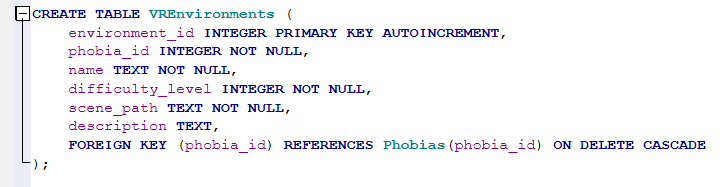 CREATE TABLE VREnvironments (
environment_id INTEGER PRIMARY KEY AUTOINCREMENT,
phobia_id INTEGER NOT NULL,
name TEXT NOT NULL,
difficulty_level INTEGER NOT NULL,
scene_path TEXT NOT NULL,
description TEXT,
FOREIGN KEY (phobia_id) REFERENCES Phobias(phobia_id) ON DELETE CASCADE
);